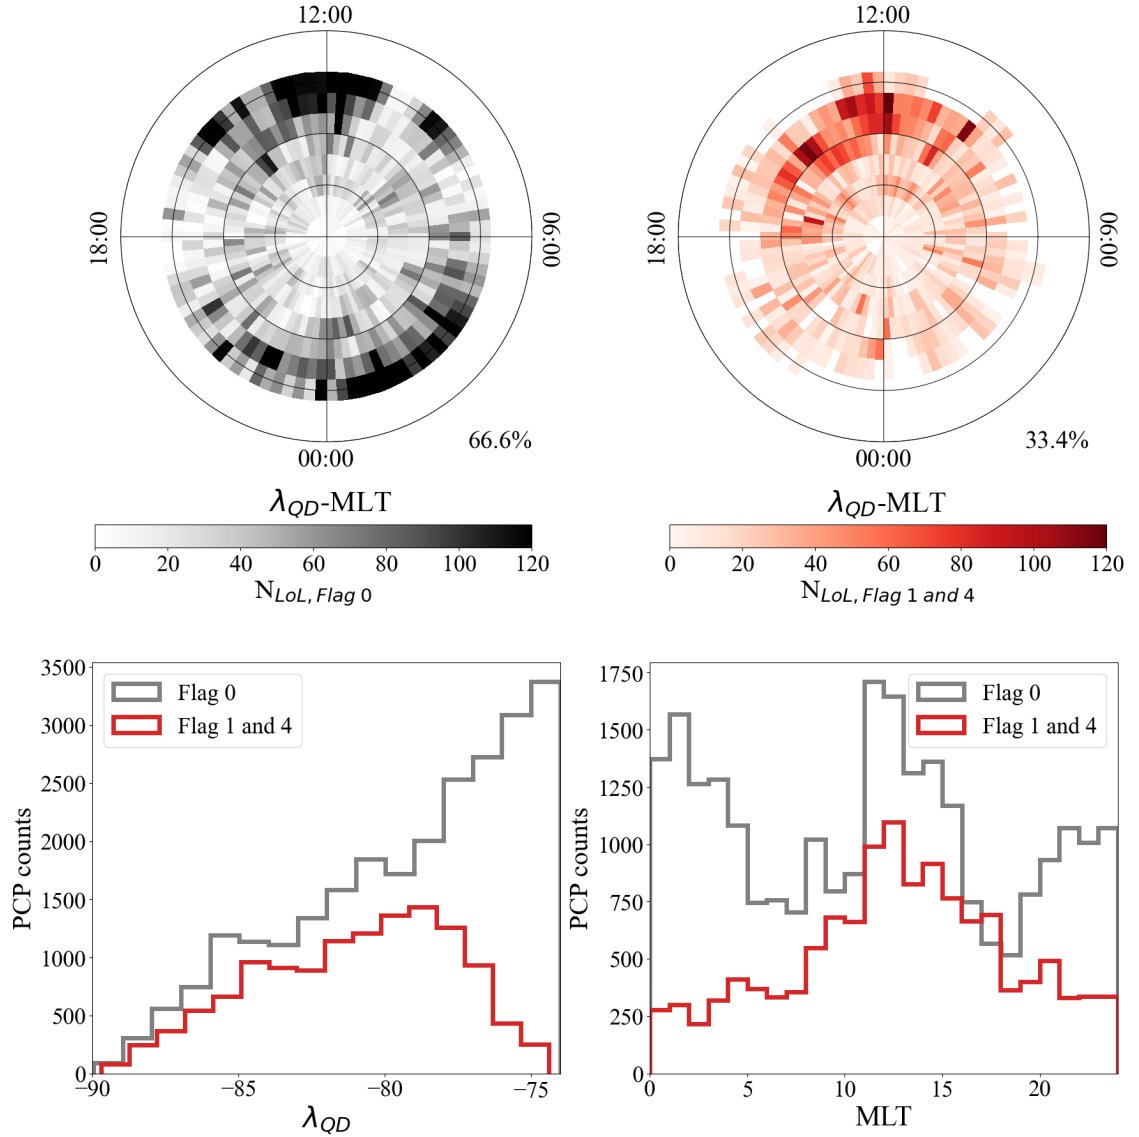 12:00
12:00
18:00
06:00
18:00
06:00
66.6%
33.4%
00:00
00:00
λQD-MLT
λQD-MLT
0 20 40 60 80 100 120
0 20 40 60 80 100 120
NLoL, Flag 0
NLoL, Flag 1 and 4
3500
3000
2500
2000
1500
1000
500
0
PCP counts
Flag 0
Flag 1 and 4
−90 −85 −80 −75
λQD
1750
1500
1250
1000
750
500
250
0
PCP counts
Flag 0
Flag 1 and 4
0 5 10 15 20
MLT